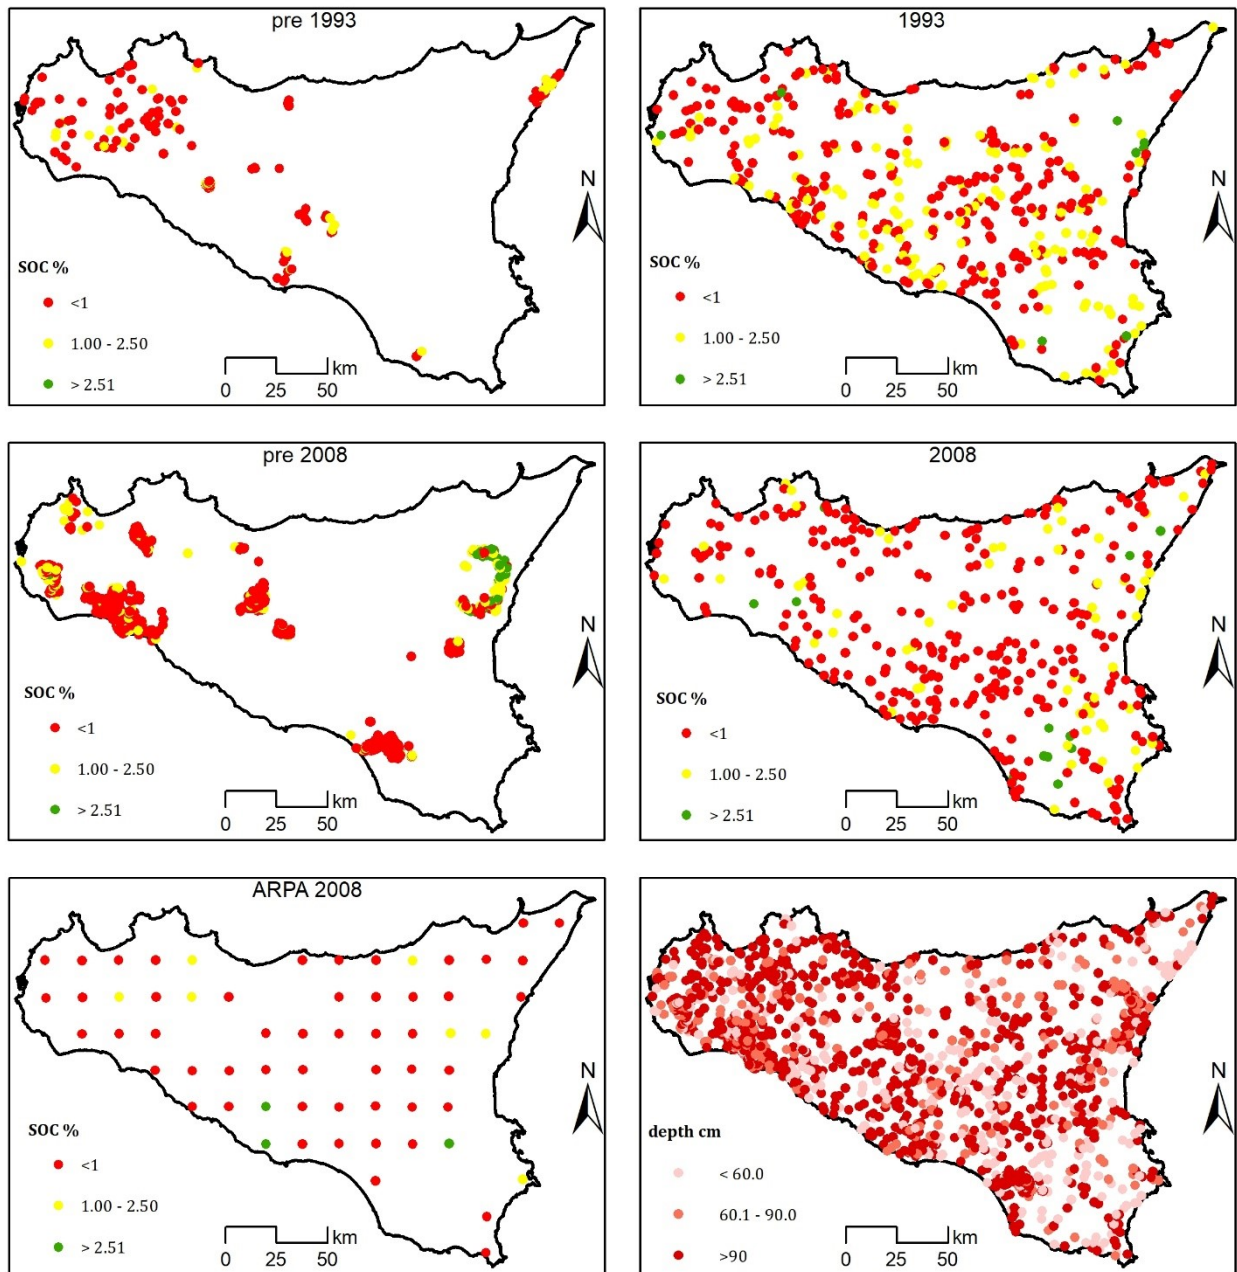 pre 1993
N
SOC %
<1
1.00 - 2.50
> 2.51
km
0 25 50
1993
N
SOC %
<1
1.00 - 2.50
> 2.51
km
0 25 50
pre 2008
N
SOC %
<1
1.00 - 2.50
> 2.51
km
0 25 50
2008
N
SOC %
<1
1.00 - 2.50
> 2.51
km
0 25 50
ARPA 2008
N
SOC %
<1
1.00 - 2.50
> 2.51
km
0 25 50
N
depth cm
< 60.0
60.1 - 90.0
>90
km
0 25 50